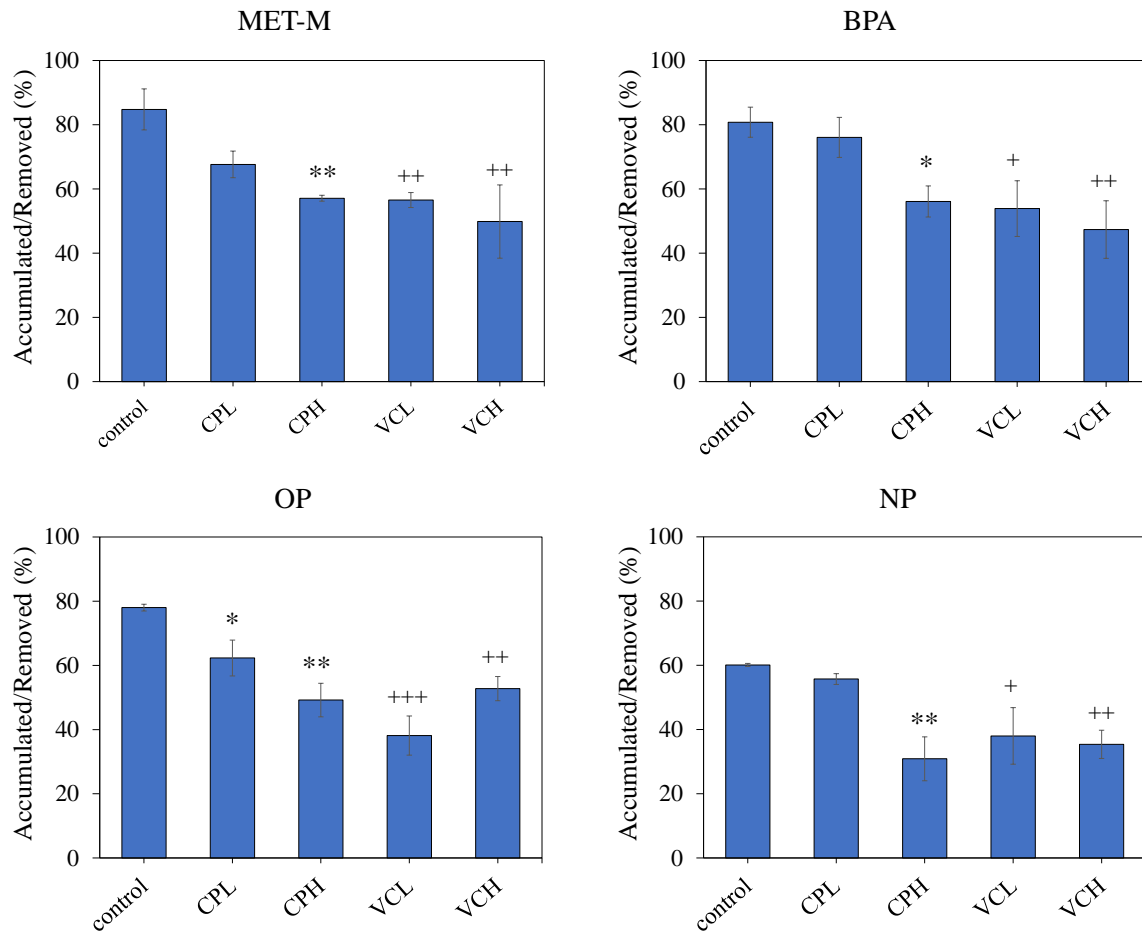 MET-M
Accumulated/Removed (%)
100
80
60
40
20
0
** ++ ++
control CPL CPH VCL VCH
BPA
Accumulated/Removed (%)
100
80
60
40
20
0
* + ++
control CPL CPH VCL VCH
OP
Accumulated/Removed (%)
100
80
60
40
20
0
* ** +++ ++
control CPL CPH VCL VCH
NP
Accumulated/Removed (%)
100
80
60
40
20
0
** + ++
control CPL CPH VCL VCH